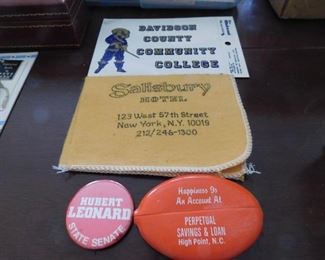 DAVIDSON
COUNTY
COMMUNITY
COLLEGE
Salisbury
HOTEL
123 West 57th Street
New York, N.Y. 10019
212/246-1300
HUBERT
LEONARD
STATE SENATE
Happiness Is
An Account At
PERPETUAL
SAVINGS & LOAN
High Point, N.C.